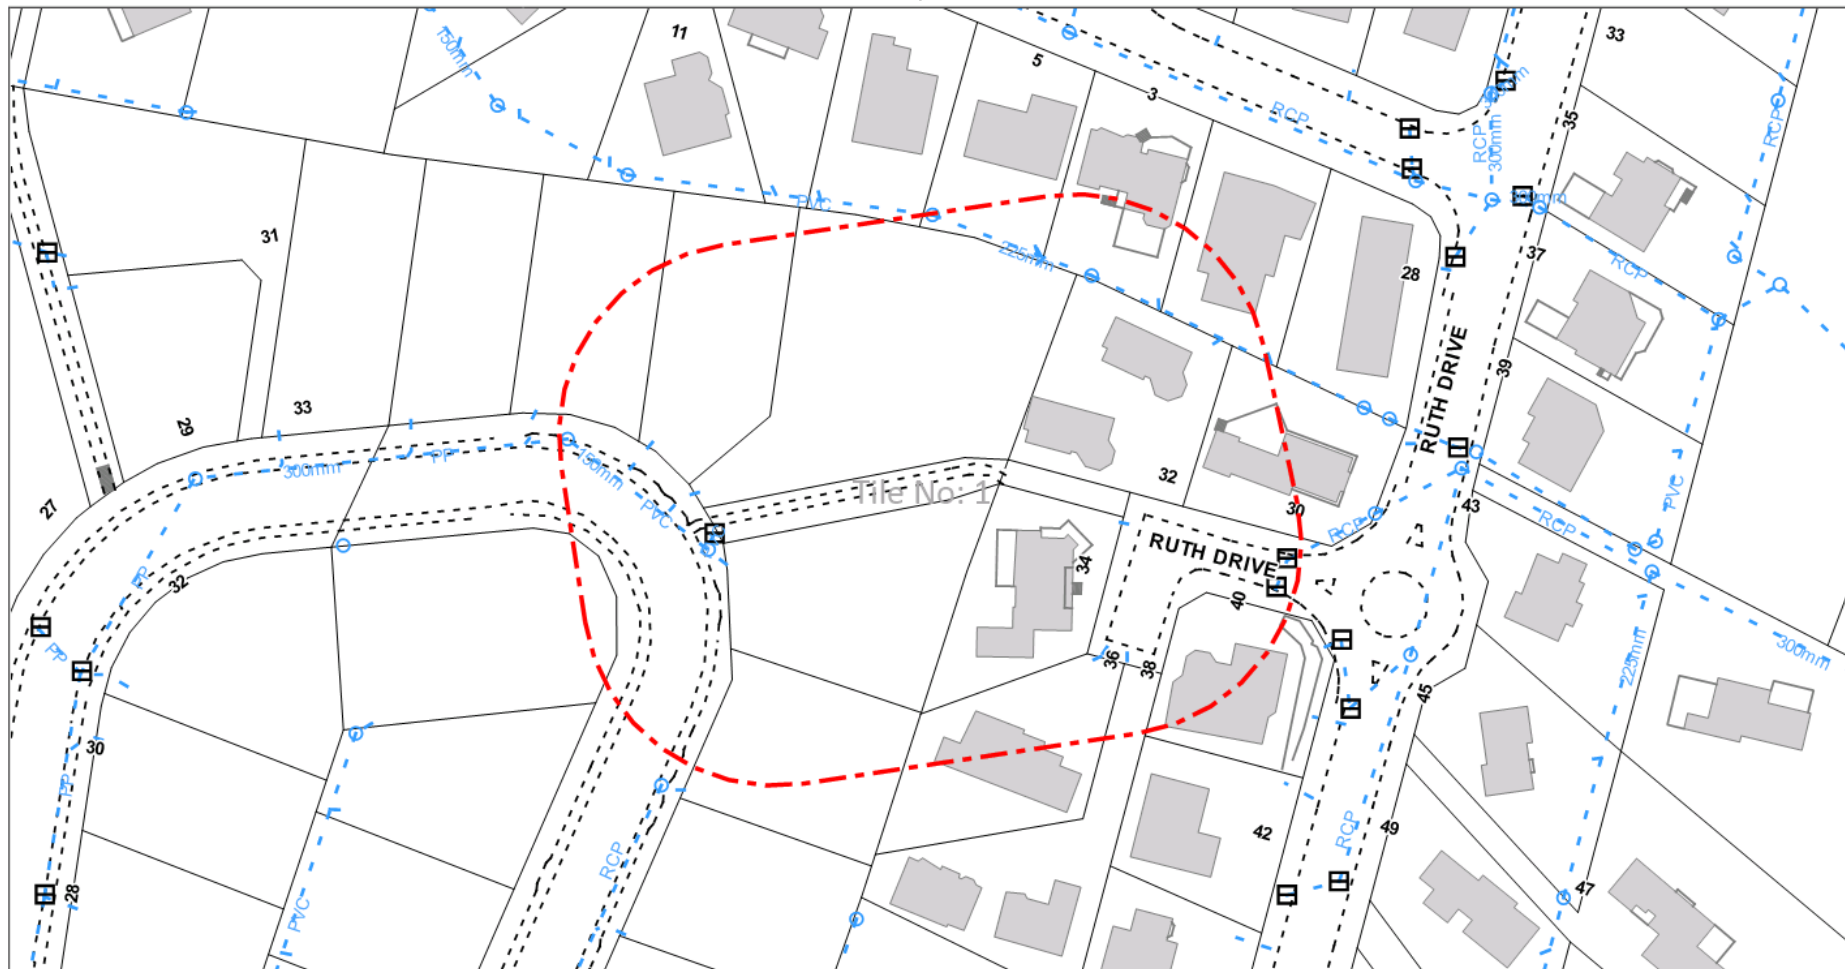 11
33
5
150mm
3
RCP
35
RCP
300mm
RCP
PVC
300mm
31
225mm
37
RCP
28
RUTH DRIVE
39
33
29
300mm
PP
150mm
32
PVC
Tile No: 1
27
PVC
30
43
RCP
RCP
RUTH DRIVE
34
PP
32
40
PP
36
38
225mm
300mm
45
30
PP
RCP
49
42
RCP
28
47
PVC